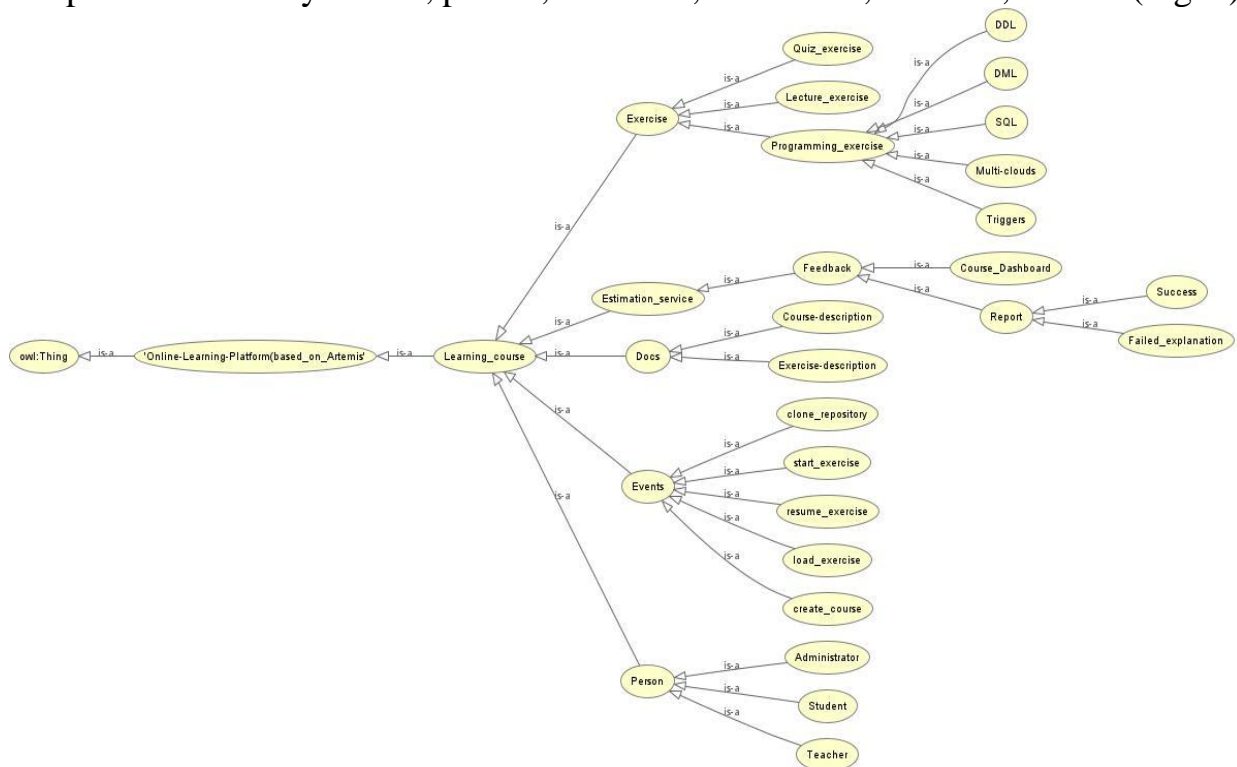 DDL
Quiz_exercise
is-a
is-a
DML
is-a
Lecture_exercise
is-a
is-a
Exercise
SQL
is-a
is-a
Programming_exercise
is-a
Multi-clouds
is-a
Triggers
is-a
Feedback
is-a
Course_Dashboard
is-a
Success
Estimation_service
is-a
is-a
Report
Course-description
is-a
is-a
is-a
Failed_explanation
owl:Thing
is-a
'Online-Learning-Platform(based_on_Artemis'
is-a
Learning_course
is-a
Docs
is-a
Exercise-description
clone_repository
is-a
is-a
start_exercise
is-a
Events
is-a
is-a
resume_exercise
is-a
load_exercise
is-a
create_course
Administrator
is-a
Person
is-a
Student
is-a
Teacher